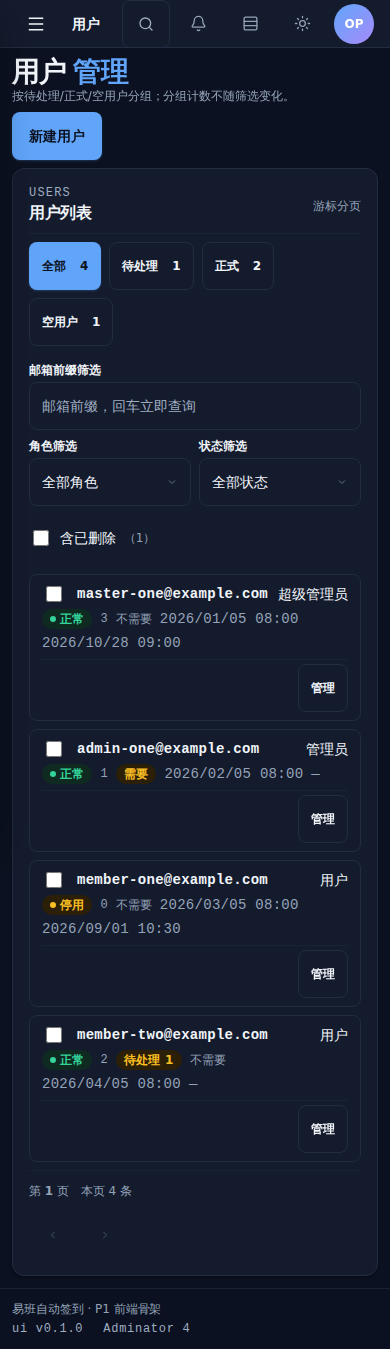 用户
OP
用户 管理
按待处理/正式/空用户分组；分组计数不随筛选变化。
新建用户
USERS
用户列表
游标分页
全部 4
待处理 1
正式 2
空用户 1
邮箱前缀筛选
邮箱前缀，回车立即查询
角色筛选
状态筛选
全部角色
全部状态
含已删除 （1）
master-one@example.com 超级管理员
正常 3 不需要 2026/01/05 08:00
2026/10/28 09:00
管理
admin-one@example.com 管理员
正常 1 需要 2026/02/05 08:00 —
管理
member-one@example.com 用户
停用 0 不需要 2026/03/05 08:00
2026/09/01 10:30
管理
member-two@example.com 用户
正常 2 待处理 1 不需要
2026/04/05 08:00 —
管理
第 1 页 本页 4 条
‹ ›
易班自动签到 · P1 前端骨架
ui v0.1.0 Adminator 4